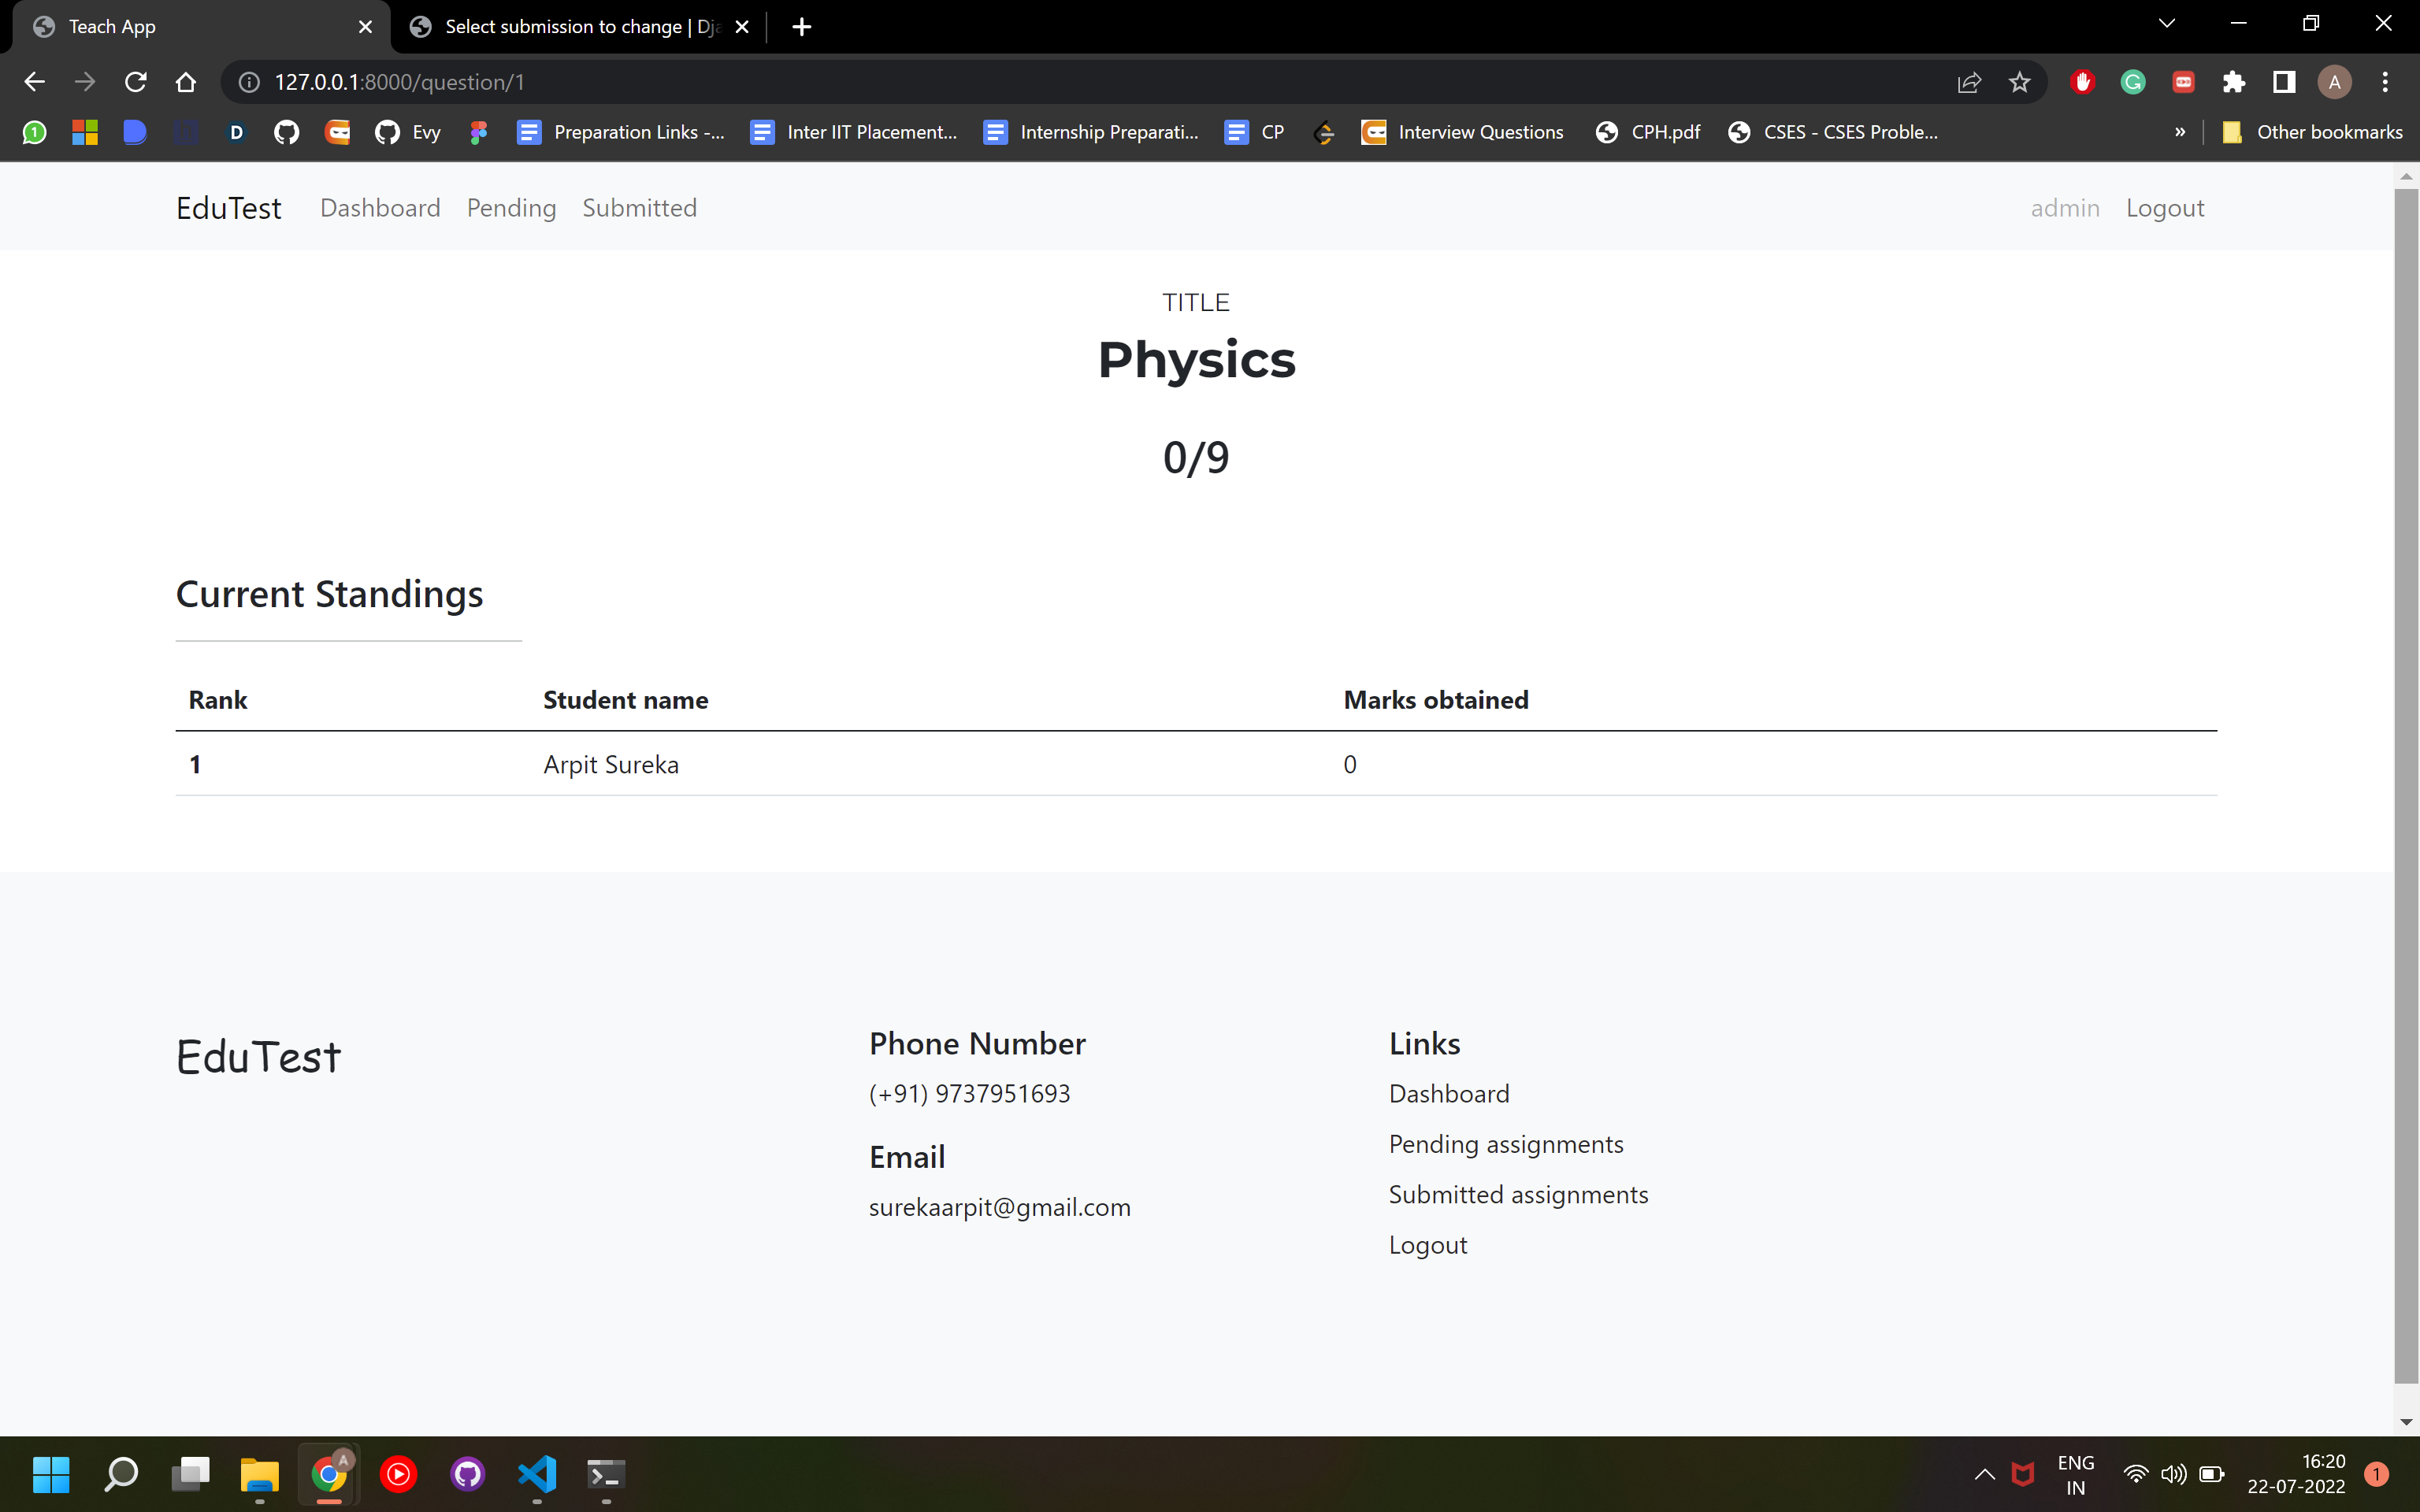 Teach App
Select submission to change | Dja
127.0.0.1:8000/question/1
A
1
D
Evy
Preparation Links -...
Inter IIT Placement...
Internship Preparati...
CP
Interview Questions
CPH.pdf
CSES - CSES Proble...
»
Other bookmarks
EduTest Dashboard Pending Submitted admin Logout
TITLE
Physics
0/9
Current Standings
Rank Student name Marks obtained
1 Arpit Sureka 0
EduTest
Phone Number
(+91) 9737951693
Email
surekaarpit@gmail.com
Links
Dashboard
Pending assignments
Submitted assignments
Logout
A
ENG
IN
16:20
22-07-2022
1